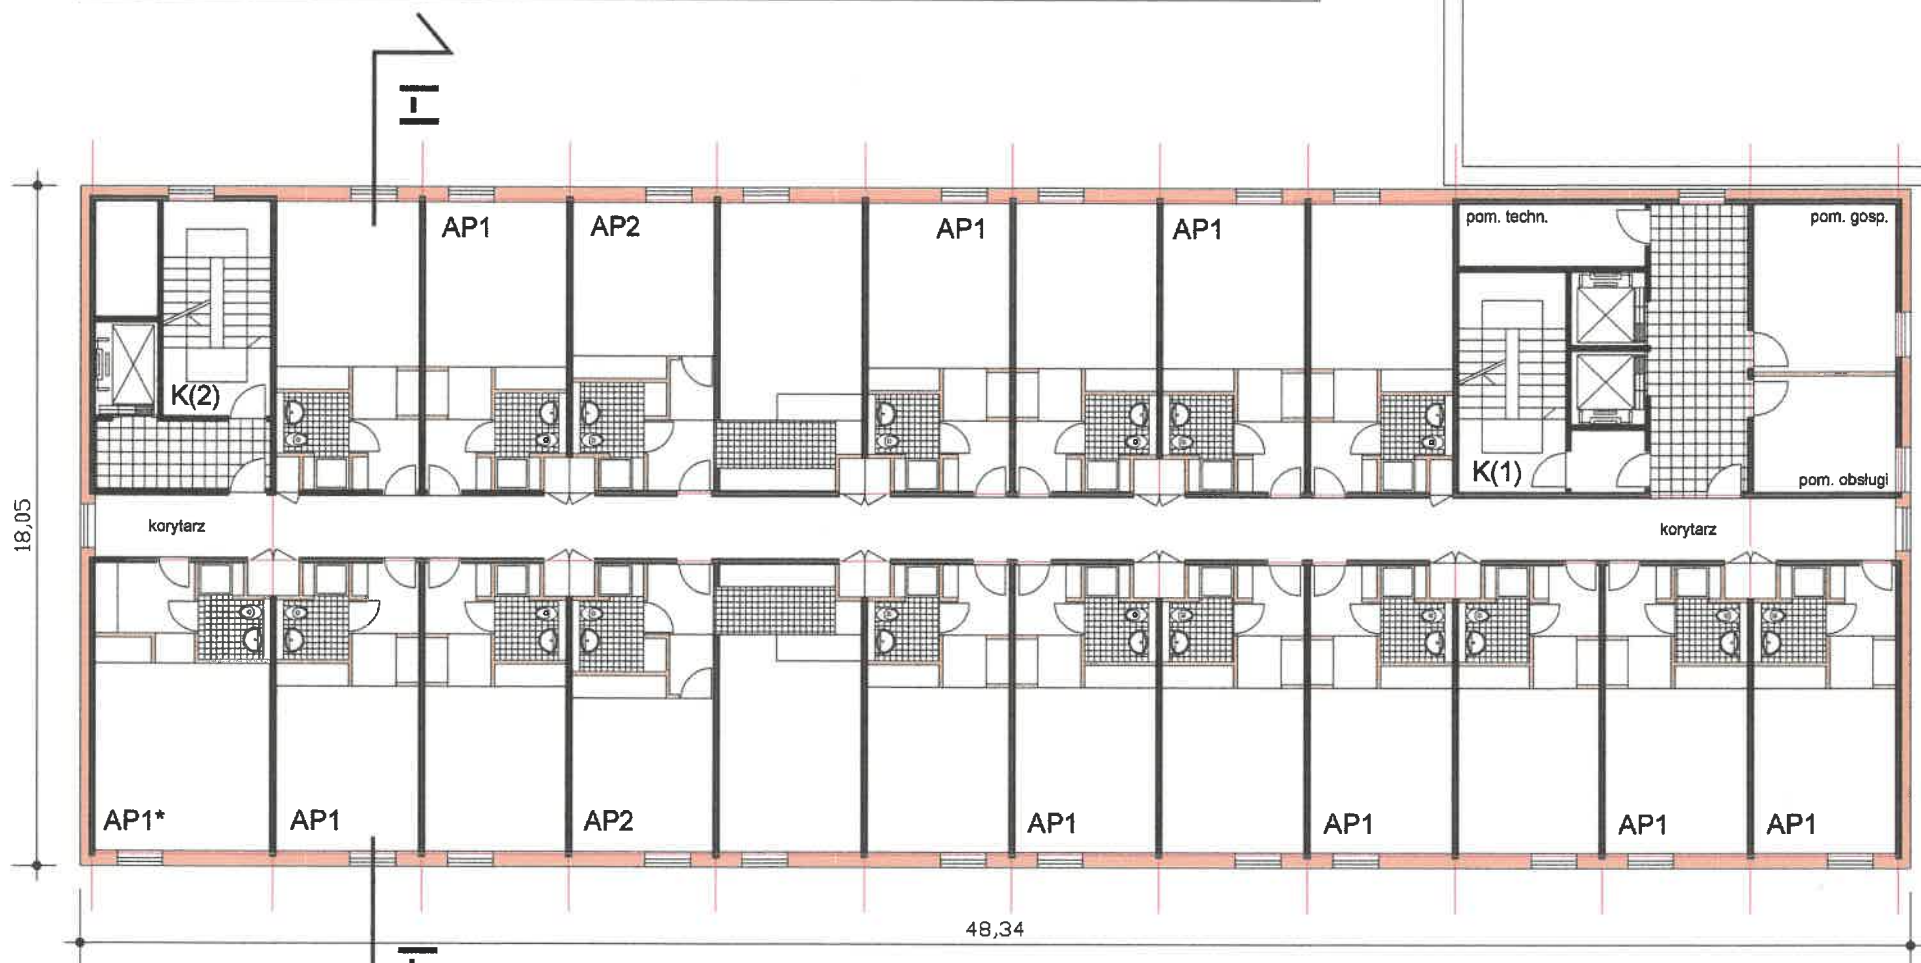 I
AP1
AP2
AP1
AP1
pom. techn.
pom. gosp.
K(2)
K(1)
pom. obsługi
korytarz
korytarz
18,05
AP1*
AP1
AP2
AP1
AP1
AP1
AP1
48,34